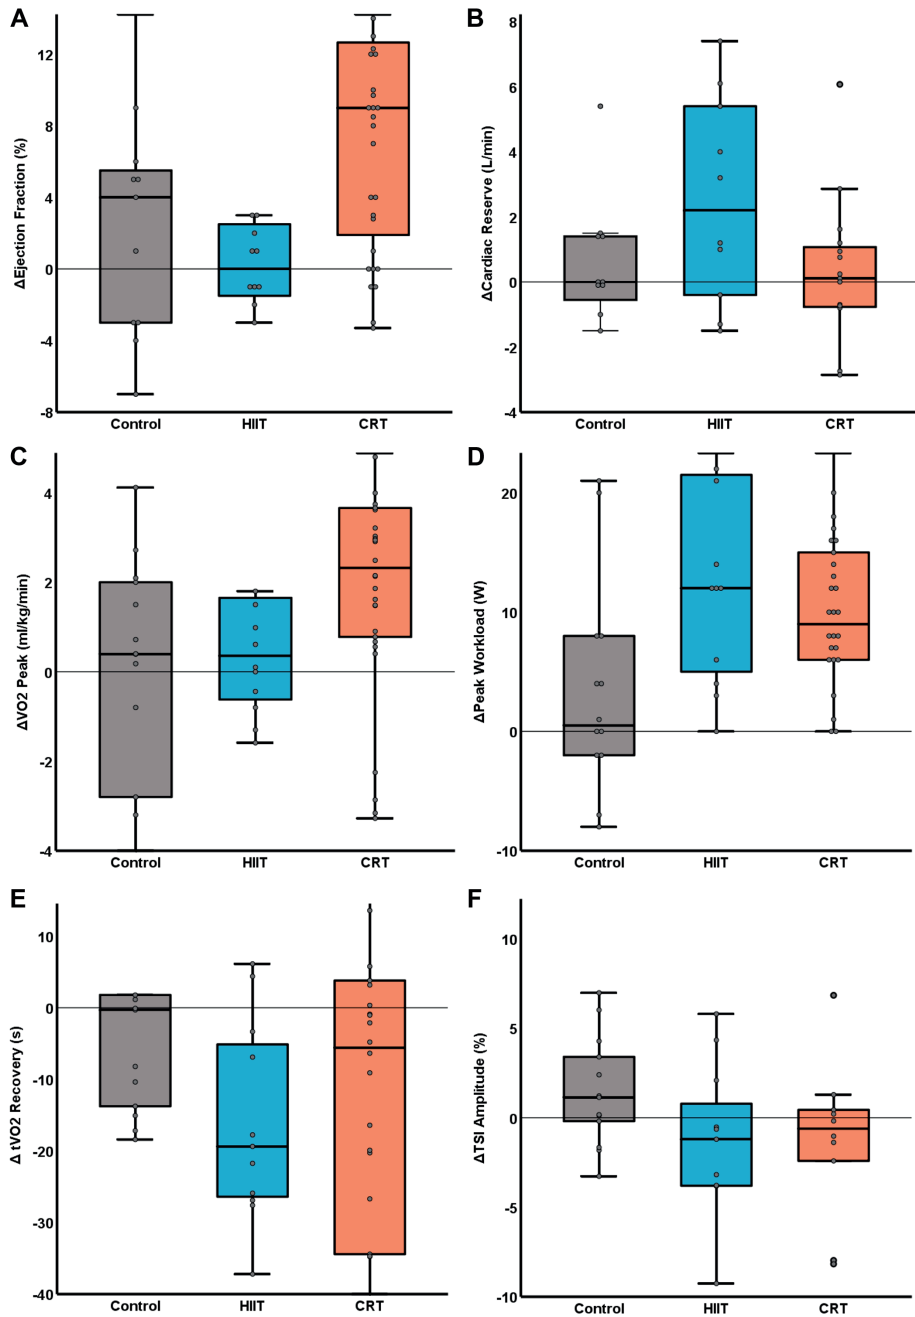 A
ΔEjection Fraction (%)
12
8
4
0
-4
-8
Control HIIT CRT
B
ΔCardiac Reserve (L/min)
8
6
4
2
0
-2
-4
Control HIIT CRT
C
ΔVO2 Peak (ml/kg/min)
4
2
0
-2
-4
Control HIIT CRT
D
ΔPeak Workload (W)
20
10
0
-10
Control HIIT CRT
E
Δ tVO2 Recovery (s)
10
0
-10
-20
-30
-40
Control HIIT CRT
F
ΔTSI Amplitude (%)
10
5
0
-5
-10
Control HIIT CRT